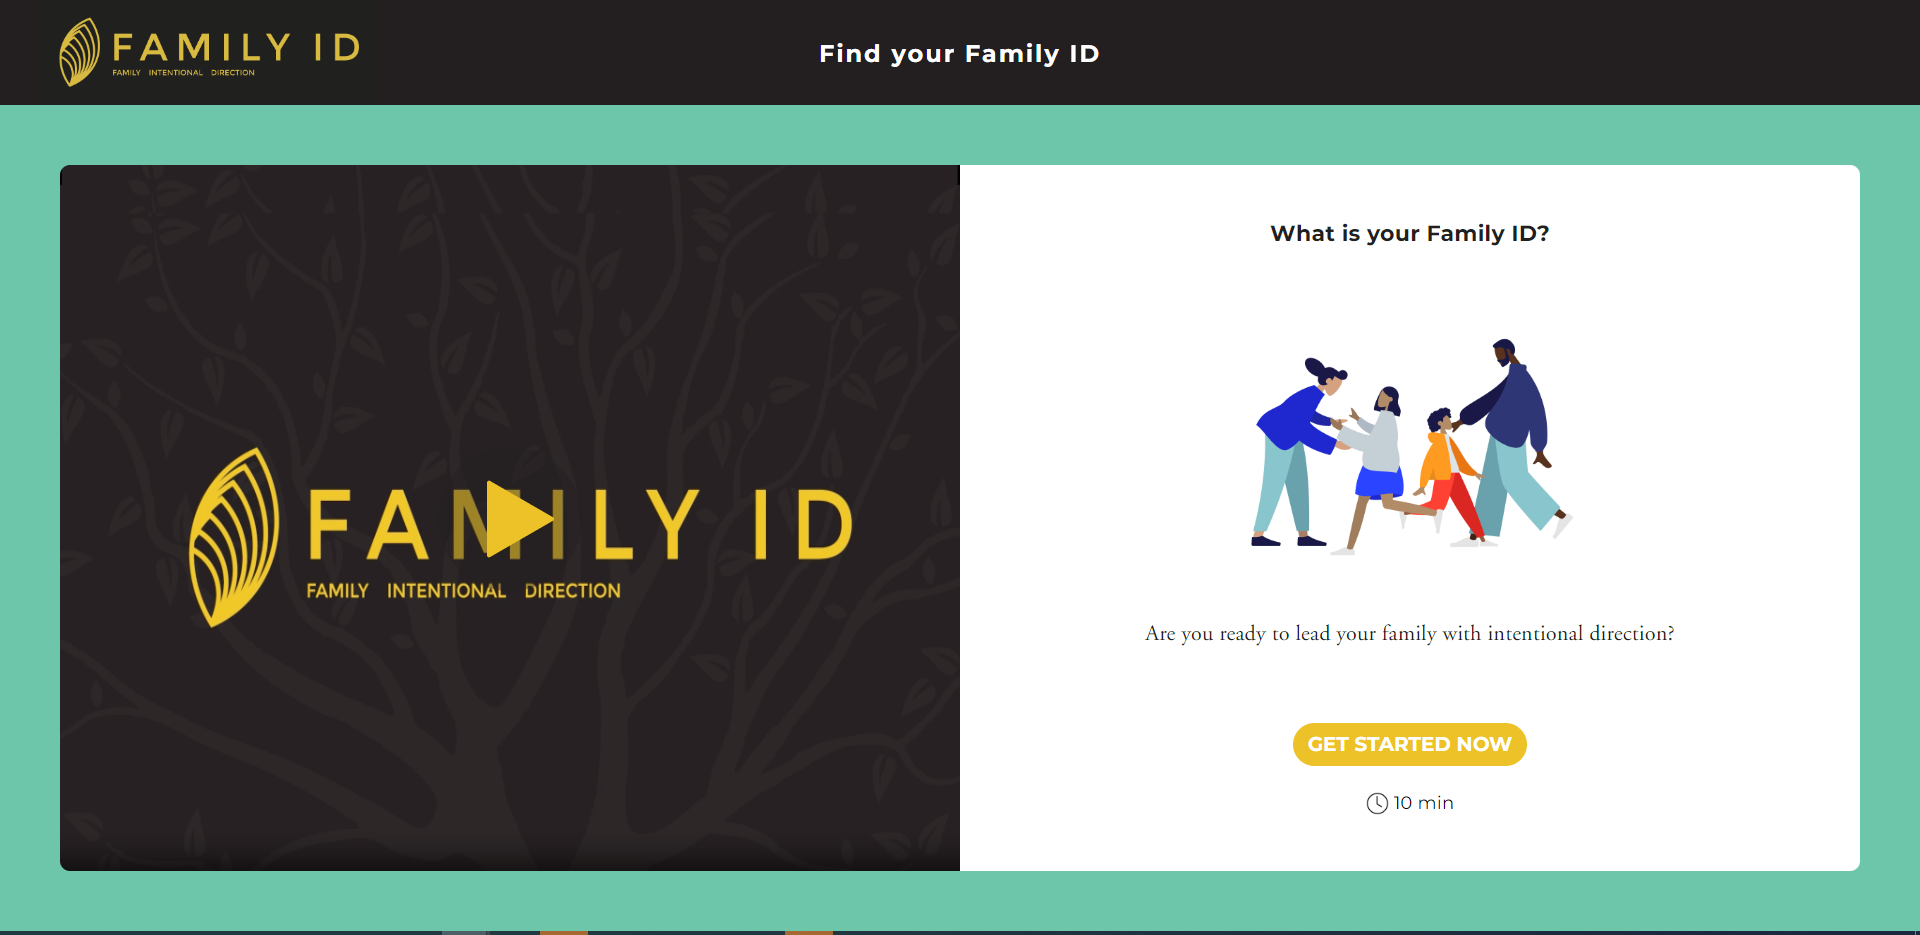 FAMILY ID
FAMILY INTENTIONAL DIRECTION
Find your Family ID
FAMILY ID
FAMILY INTENTIONAL DIRECTION
What is your Family ID?
Are you ready to lead your family with intentional direction?
GET STARTED NOW
10 min